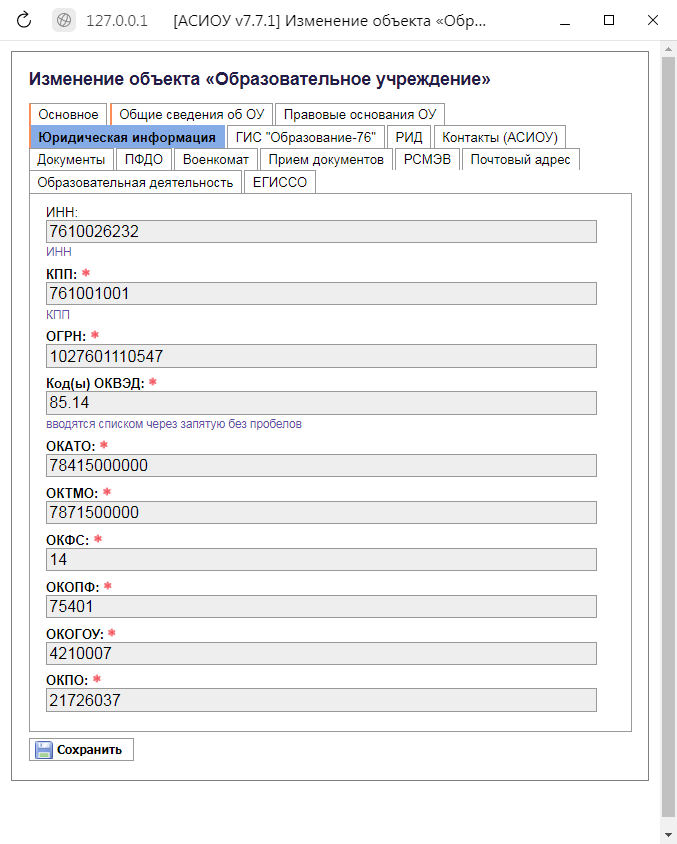 127.0.0.1 [АСИОУ v7.7.1] Изменение объекта «Обр...
Изменение объекта «Образовательное учреждение»
Основное Общие сведения об ОУ Правовые основания ОУ
Юридическая информация ГИС "Образование-76" РИД Контакты (АСИОУ)
Документы ПФДО Военкомат Прием документов РСМЭВ Почтовый адрес
Образовательная деятельность ЕГИССО
ИНН:
7610026232
ИНН
КПП: *
761001001
КПП
ОГРН: *
1027601110547
Код(ы) ОКВЭД: *
85.14
вводятся списком через запятую без пробелов
ОКАТО: *
78415000000
ОКТМО: *
7871500000
ОКФС: *
14
ОКОПФ: *
75401
ОКОГОУ: *
4210007
ОКПО: *
21726037
Сохранить